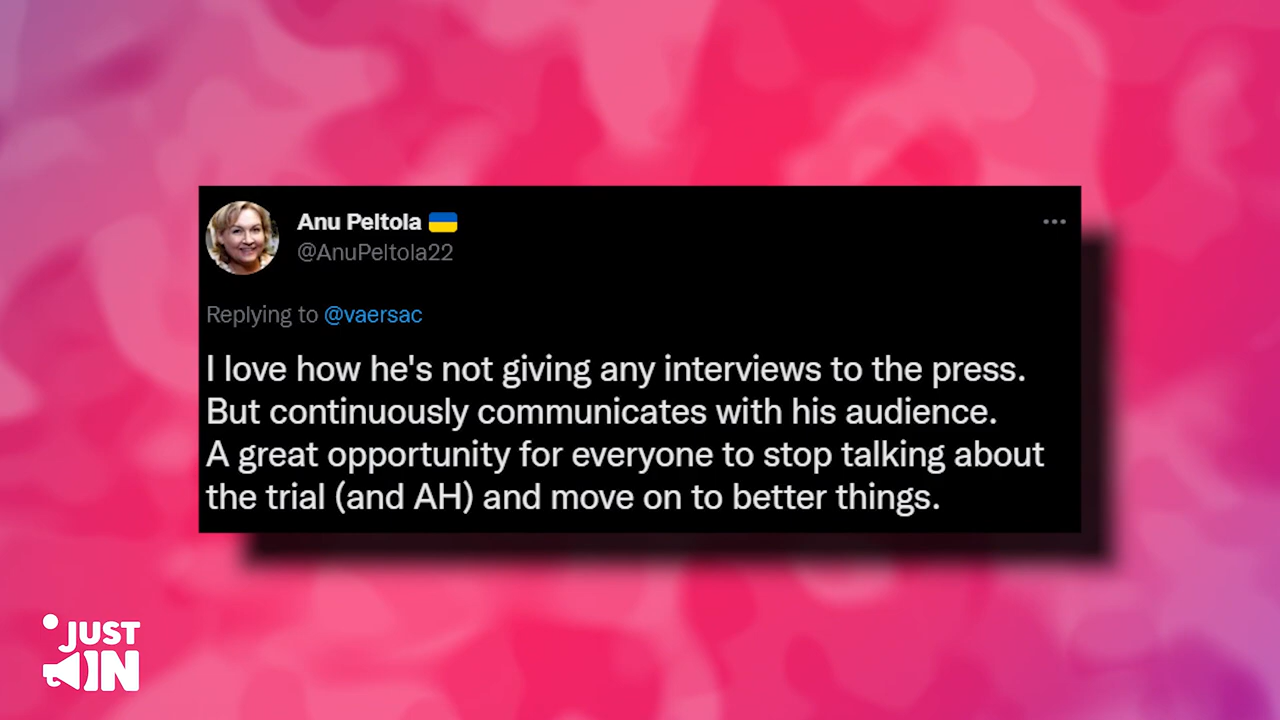 Anu Peltola 🇺🇦
@AnuPeltola22
Replying to @vaersac
I love how he's not giving any interviews to the press.
But continuously communicates with his audience.
A great opportunity for everyone to stop talking about
the trial (and AH) and move on to better things.
JUST
IN